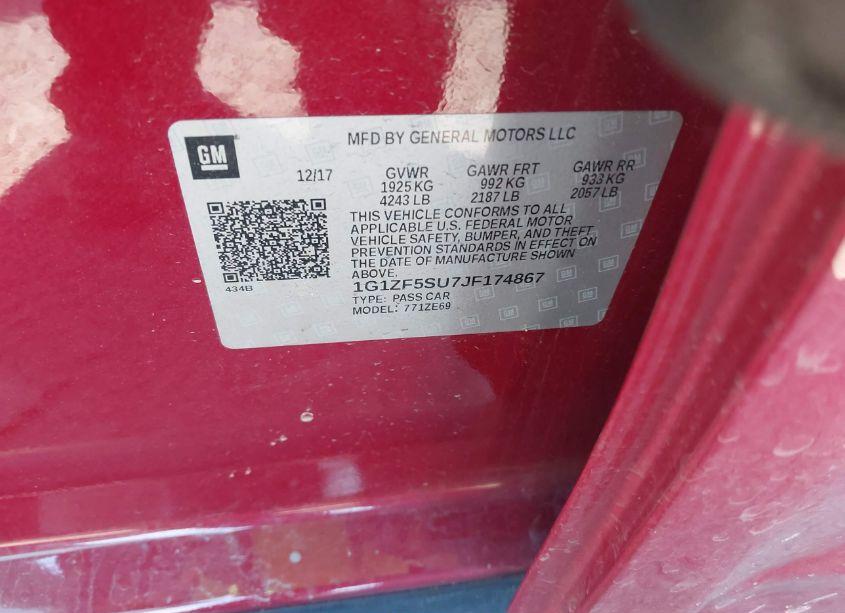 GM
MFD BY GENERAL MOTORS LLC
12/17 GVWR GAWR FRT GAWR RR
1925 KG 992 KG 933 KG
4243 LB 2187 LB 2057 LB
THIS VEHICLE CONFORMS TO ALL
APPLICABLE U.S. FEDERAL MOTOR
VEHICLE SAFETY, BUMPER, AND THEFT
PREVENTION STANDARDS IN EFFECT ON
THE DATE OF MANUFACTURE SHOWN
ABOVE.
434B
1G1ZF5SU7JF174867
TYPE: PASS CAR
MODEL: 771ZE69